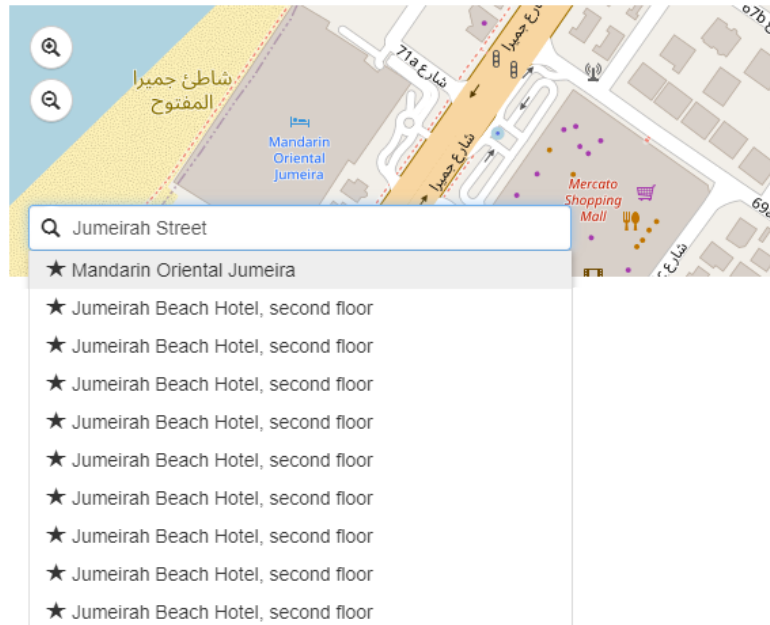 67b
شارع جميرا
شارع 71a
شاطئ جميرا
المفتوح
Mandarin
Oriental
Jumeira
شارع جميرا
Mercato
Shopping
Mall
69a
شارع
Jumeirah Street
★ Mandarin Oriental Jumeira
★ Jumeirah Beach Hotel, second floor
★ Jumeirah Beach Hotel, second floor
★ Jumeirah Beach Hotel, second floor
★ Jumeirah Beach Hotel, second floor
★ Jumeirah Beach Hotel, second floor
★ Jumeirah Beach Hotel, second floor
★ Jumeirah Beach Hotel, second floor
★ Jumeirah Beach Hotel, second floor
★ Jumeirah Beach Hotel, second floor